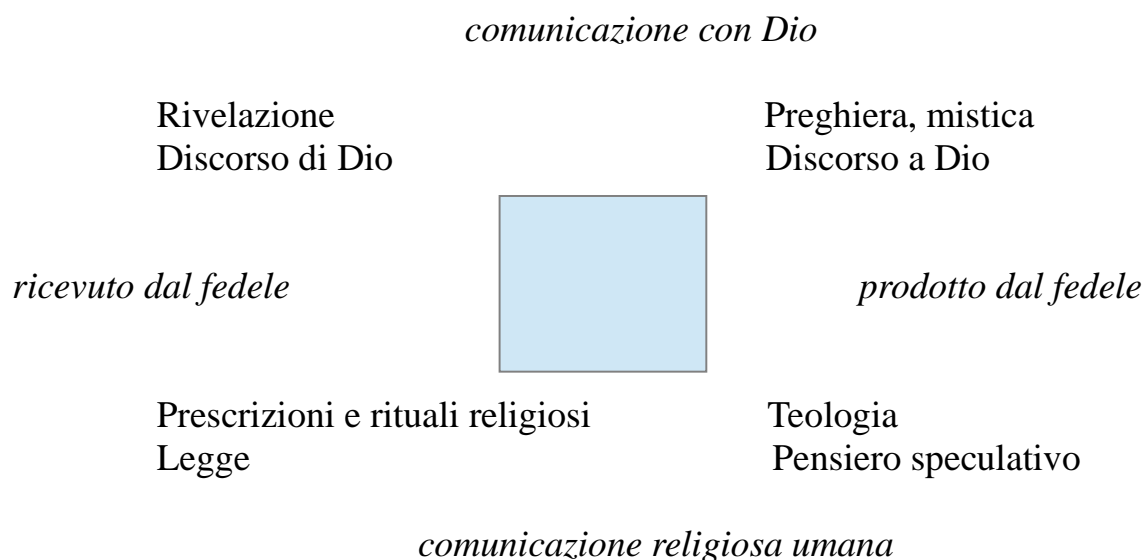 comunicazione con Dio
Rivelazione
Discorso di Dio
Preghiera, mistica
Discorso a Dio
ricevuto dal fedele
prodotto dal fedele
Prescrizioni e rituali religiosi
Legge
Teologia
Pensiero speculativo
comunicazione religiosa umana